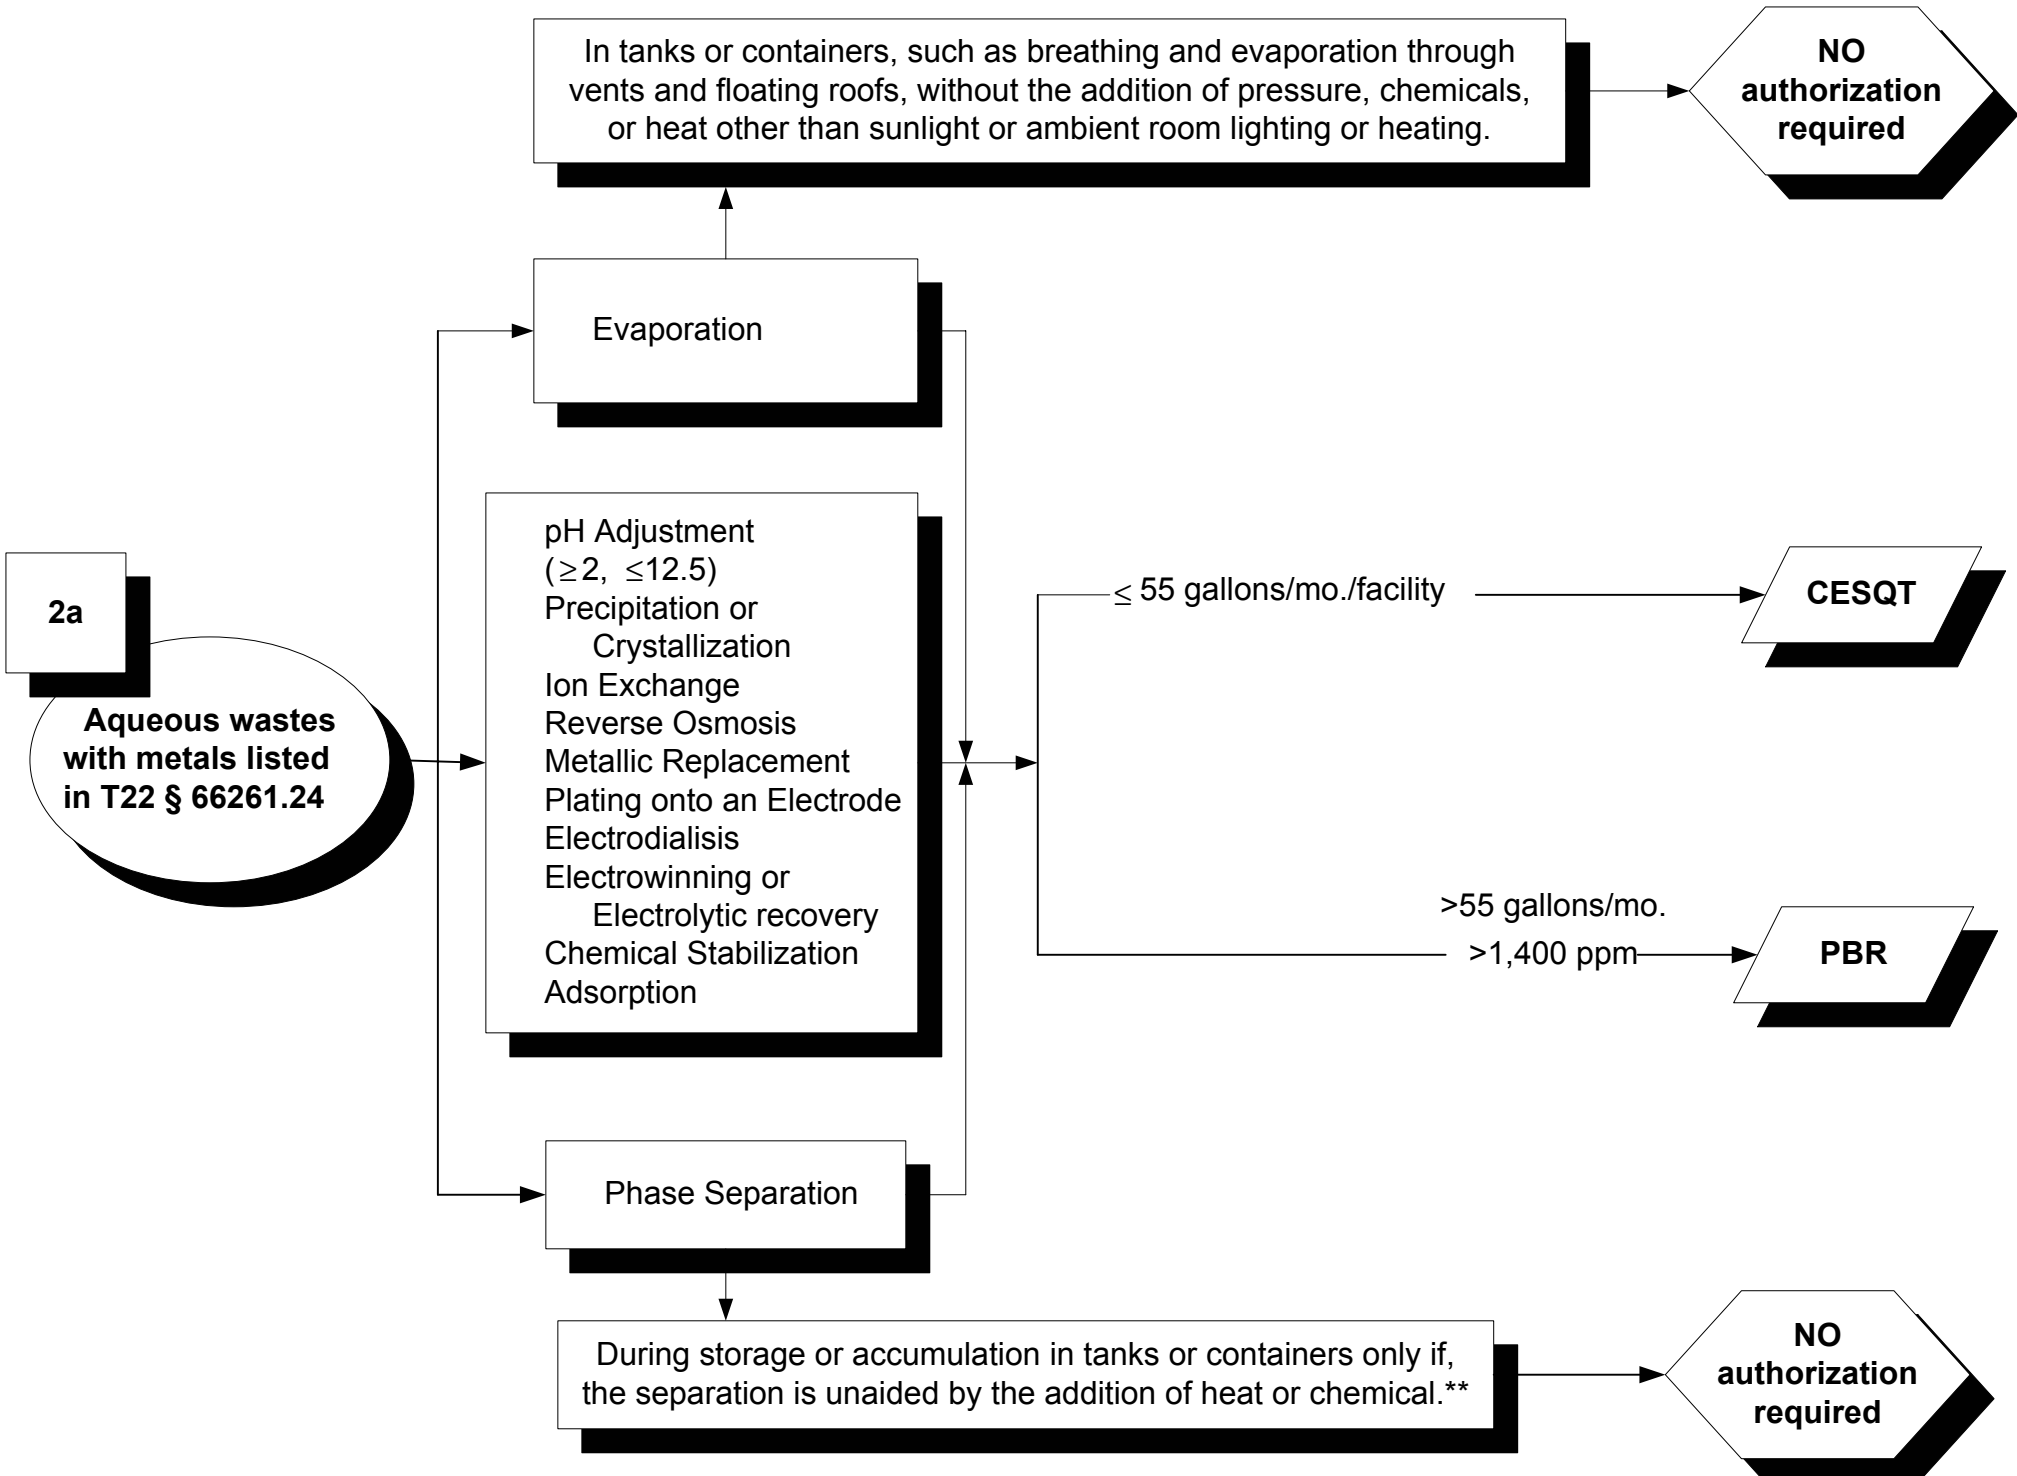 In tanks or containers, such as breathing and evaporation through
vents and floating roofs, without the addition of pressure, chemicals,
or heat other than sunlight or ambient room lighting or heating.
NO
authorization
required
Evaporation
2a
Aqueous wastes
with metals listed
in T22 § 66261.24
pH Adjustment
(≥2, ≤12.5)
Precipitation or
Crystallization
Ion Exchange
Reverse Osmosis
Metallic Replacement
Plating onto an Electrode
Electrodialisis
Electrowinning or
Electrolytic recovery
Chemical Stabilization
Adsorption
≤ 55 gallons/mo./facility
CESQT
>55 gallons/mo.
>1,400 ppm
PBR
Phase Separation
During storage or accumulation in tanks or containers only if,
the separation is unaided by the addition of heat or chemical.**
NO
authorization
required